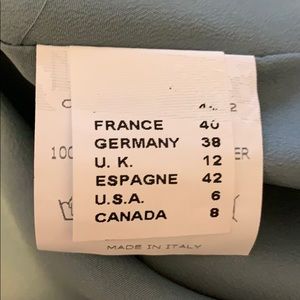 FRANCE 40
GERMANY 38
U. K. 12
ESPAGNE 42
U.S.A. 6
CANADA 8
MADE IN ITALY